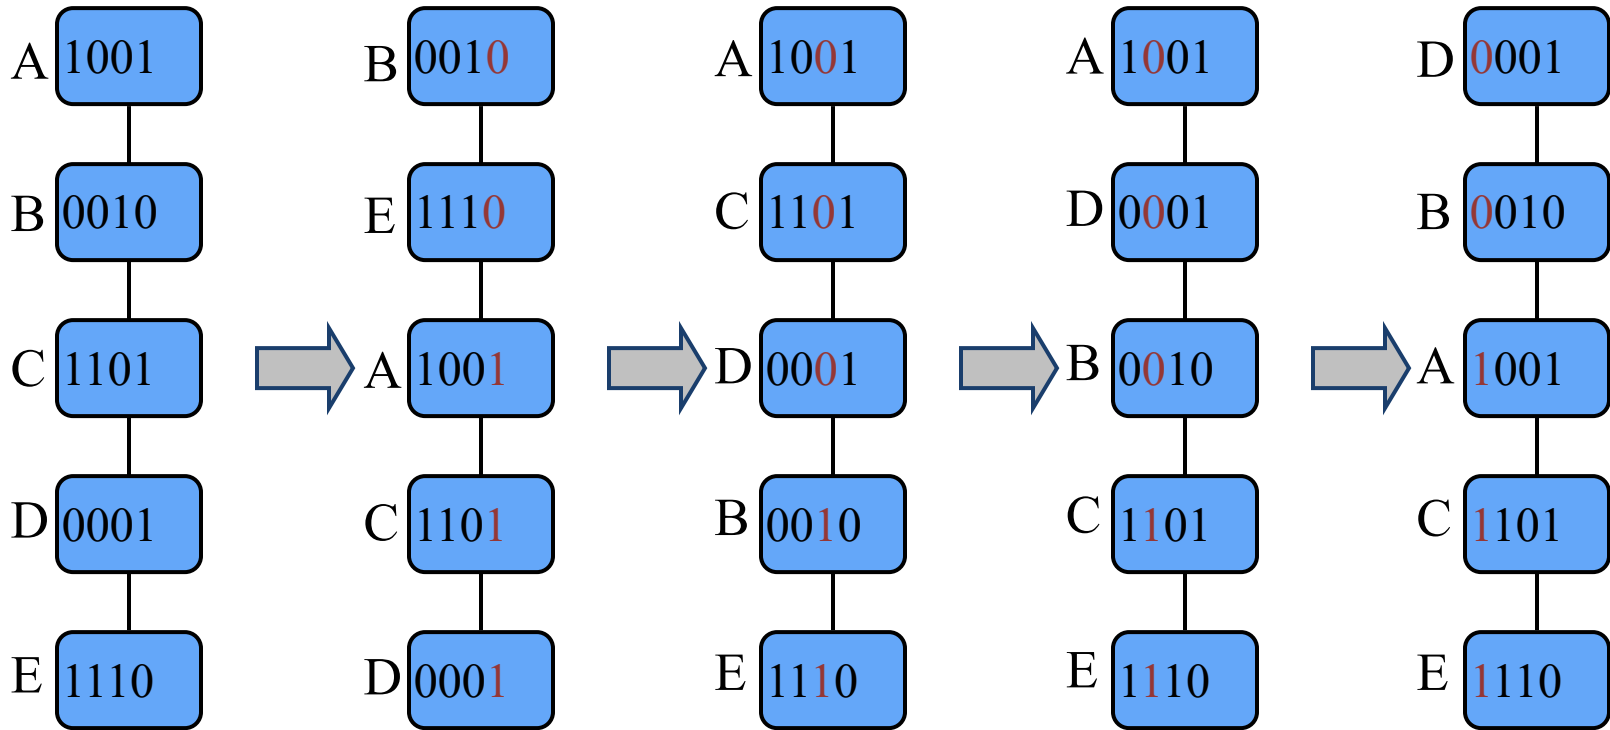 A 1001 B 0010 A 1001 A 1001 D 0001
B 0010 E 1110 C 1101 D 0001 B 0010
C 1101 A 1001 D 0001 B 0010 A 1001
D 0001 C 1101 B 0010 C 1101 C 1101
E 1110 D 0001 E 1110 E 1110 E 1110